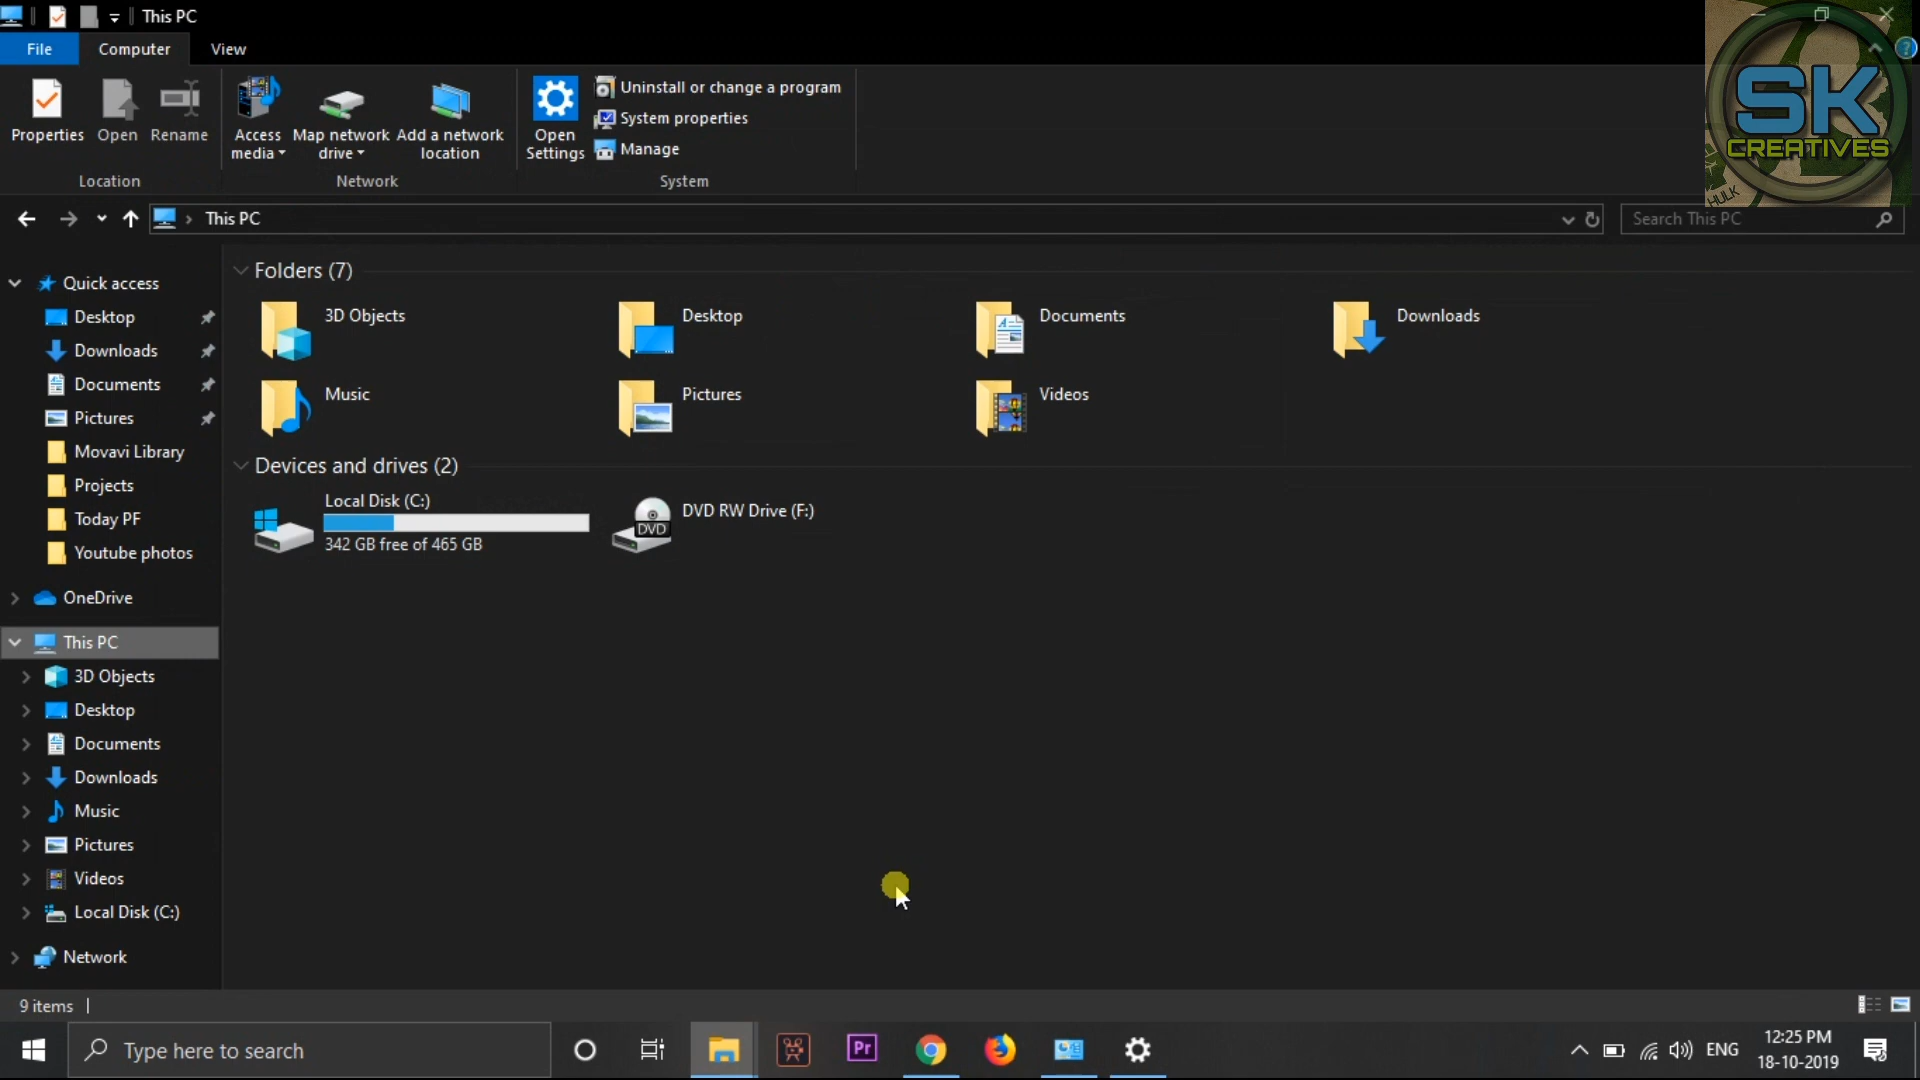 This PC
File Computer View
Properties Open Rename Access media Map network drive Add a network location Open Settings
Uninstall or change a program
System properties
Manage
Location Network System
SK
CREATIVES
HULK
This PC
Search This PC
Quick access
Desktop
Downloads
Documents
Pictures
Movavi Library
Projects
Today PF
Youtube photos
OneDrive
This PC
3D Objects
Desktop
Documents
Downloads
Music
Pictures
Videos
Local Disk (C:)
Network
Folders (7)
3D Objects Desktop Documents Downloads
Music Pictures Videos
Devices and drives (2)
Local Disk (C:)
342 GB free of 465 GB
DVD
DVD RW Drive (F:)
9 items
Type here to search
Pr
ENG
12:25 PM
18-10-2019